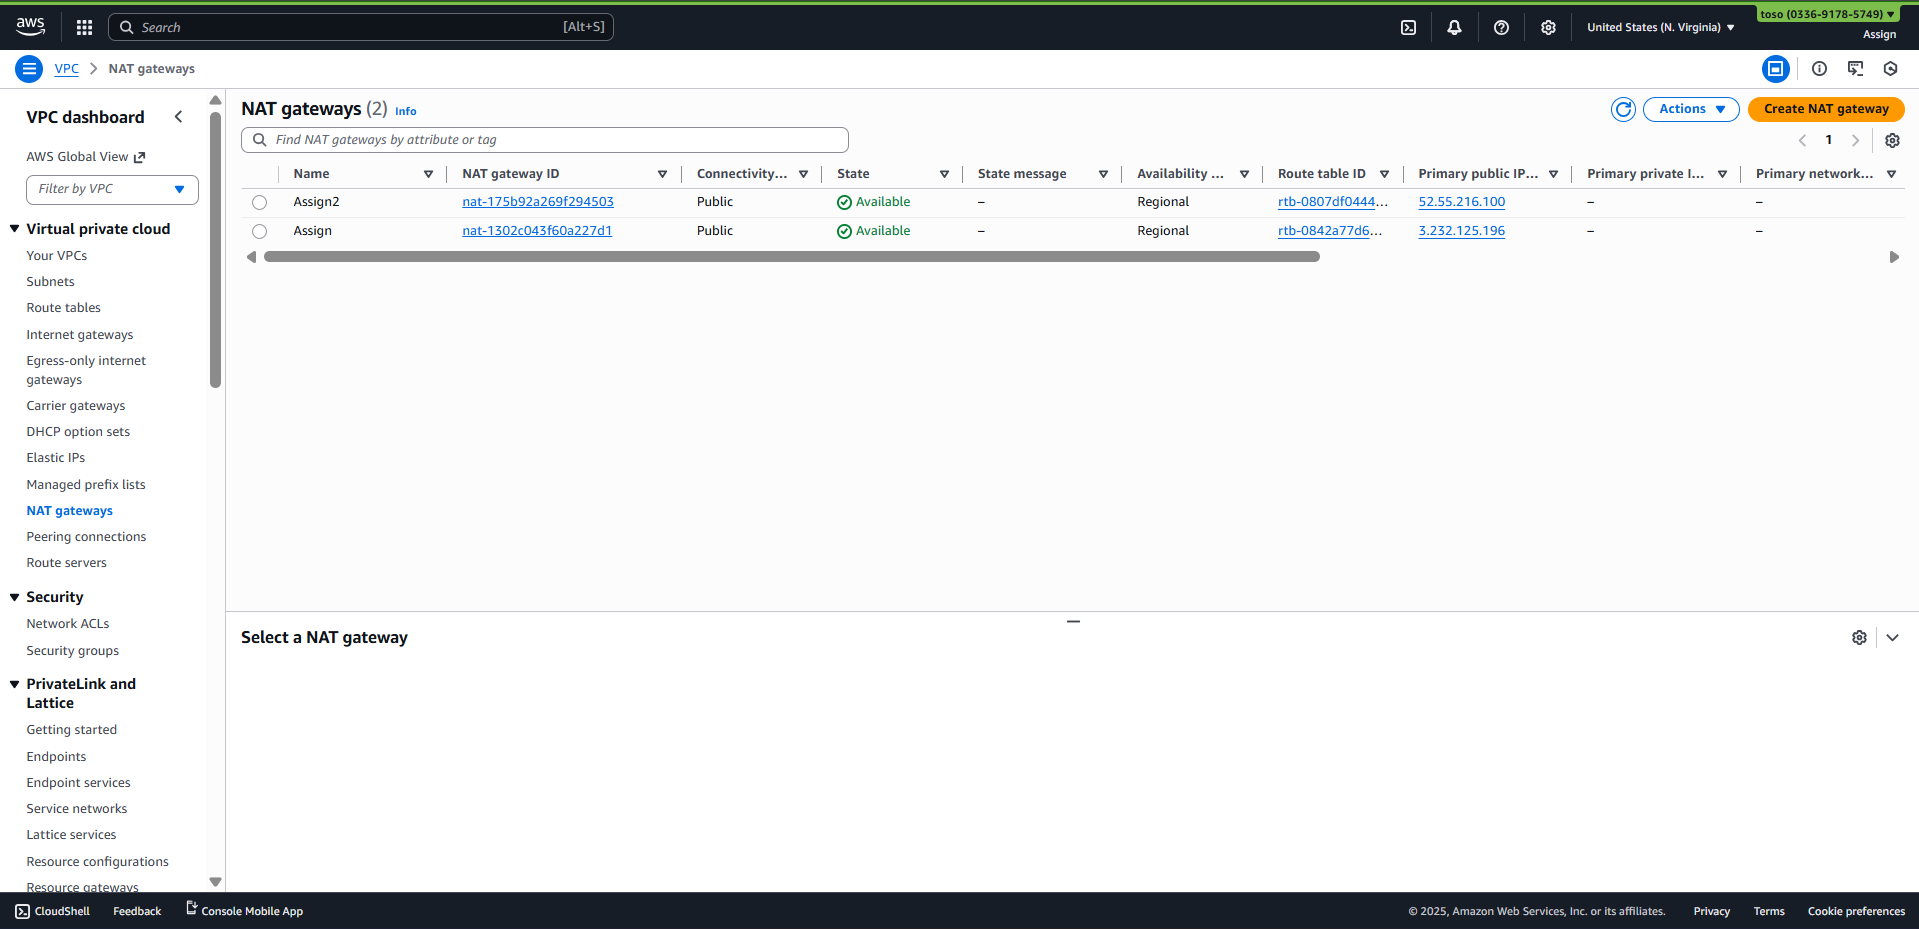 aws
Search [Alt+S]
United States (N. Virginia)
toso (0336-9178-5749)
Assign
VPC
NAT gateways
VPC dashboard
AWS Global View
Filter by VPC
Virtual private cloud
Your VPCs
Subnets
Route tables
Internet gateways
Egress-only internet
gateways
Carrier gateways
DHCP option sets
Elastic IPs
Managed prefix lists
NAT gateways
Peering connections
Route servers
Security
Network ACLs
Security groups
PrivateLink and
Lattice
Getting started
Endpoints
Endpoint services
Service networks
Lattice services
Resource configurations
Resource gateways
NAT gateways (2) Info
Actions
Create NAT gateway
Find NAT gateways by attribute or tag
1
Name NAT gateway ID Connectivity... State State message Availability ... Route table ID Primary public IP... Primary private I... Primary network...
Assign2 nat-175b92a269f294503 Public Available – Regional rtb-0807df0444... 52.55.216.100 – –
Assign nat-1302c043f60a227d1 Public Available – Regional rtb-0842a77d6... 3.232.125.196 – –
Select a NAT gateway
CloudShell Feedback Console Mobile App
© 2025, Amazon Web Services, Inc. or its affiliates. Privacy Terms Cookie preferences